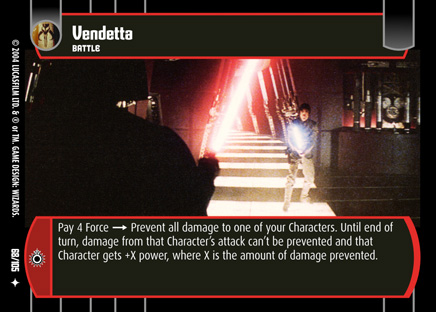 Vendetta
BATTLE
Pay 4 Force → Prevent all damage to one of your Characters. Until end of
turn, damage from that Character's attack can't be prevented and that
Character gets +X power, where X is the amount of damage prevented.
© 2004 LUCASFILM LTD. & ® or TM. GAME DESIGN: WIZARDS.
68/105